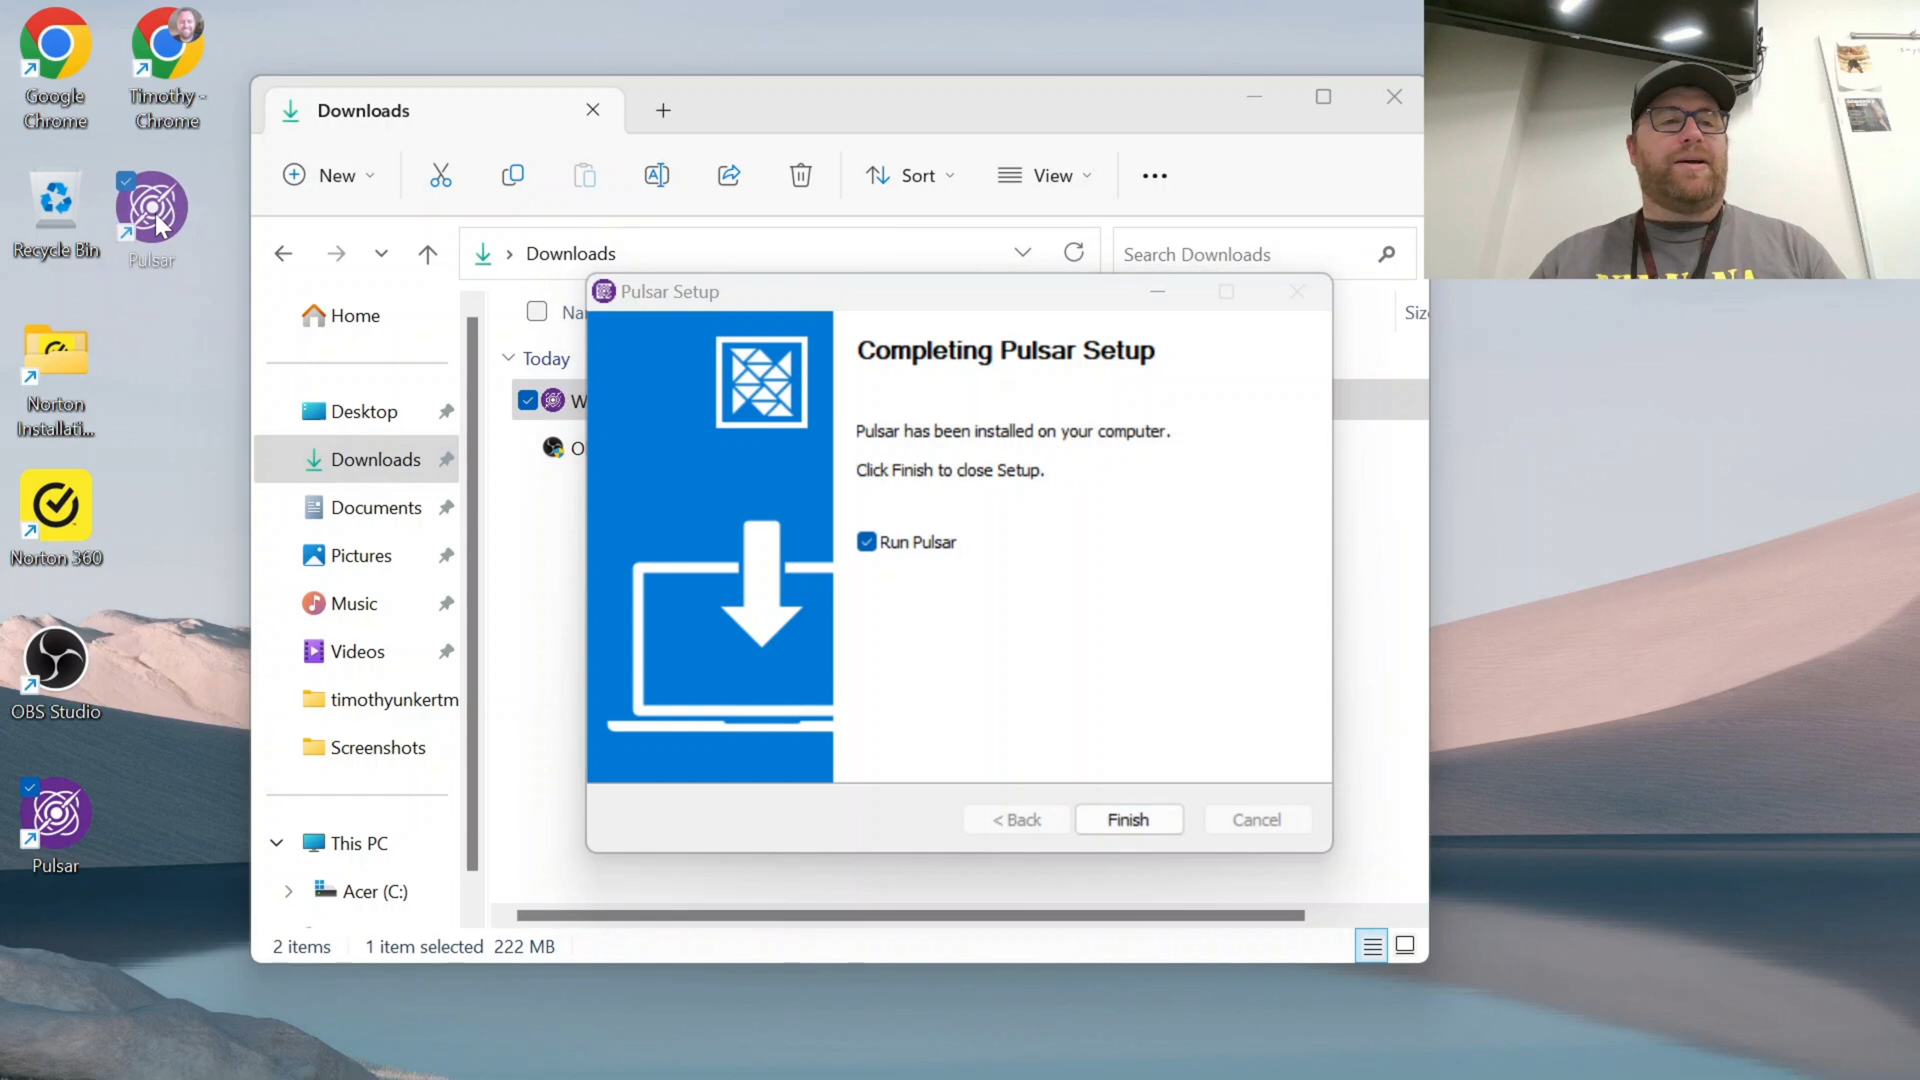 Google
Chrome
Timothy -
Chrome
Recycle Bin
Pulsar
Norton
Installati...
Norton 360
OBS Studio
Pulsar
Downloads
New
Sort
View
Downloads
Search Downloads
Home
Desktop
Downloads
Documents
Pictures
Music
Videos
timothyunkertm
Screenshots
This PC
Acer (C:)
Today
2 items
1 item selected 222 MB
Pulsar Setup
Completing Pulsar Setup
Pulsar has been installed on your computer.
Click Finish to close Setup.
Run Pulsar
< Back
Finish
Cancel